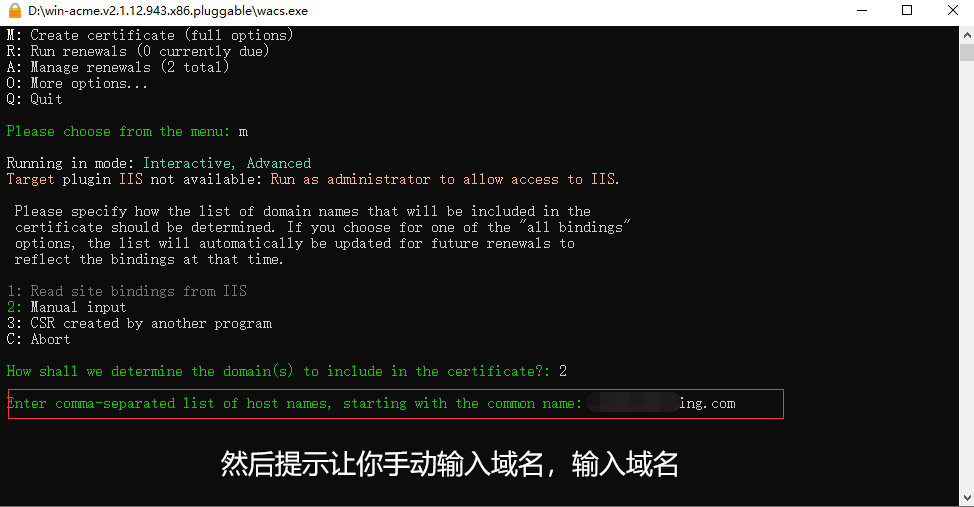 D:\win-acme.v2.1.12.943.x86.pluggable\wacs.exe
M: Create certificate (full options)
R: Run renewals (0 currently due)
A: Manage renewals (2 total)
O: More options...
Q: Quit
Please choose from the menu: m
Running in mode: Interactive, Advanced
Target plugin IIS not available: Run as administrator to allow access to IIS.
Please specify how the list of domain names that will be included in the
certificate should be determined. If you choose for one of the "all bindings"
options, the list will automatically be updated for future renewals to
reflect the bindings at that time.
1: Read site bindings from IIS
2: Manual input
3: CSR created by another program
C: Abort
How shall we determine the domain(s) to include in the certificate?: 2
Enter comma-separated list of host names, starting with the common name: ing.com
然后提示让你手动输入域名，输入域名